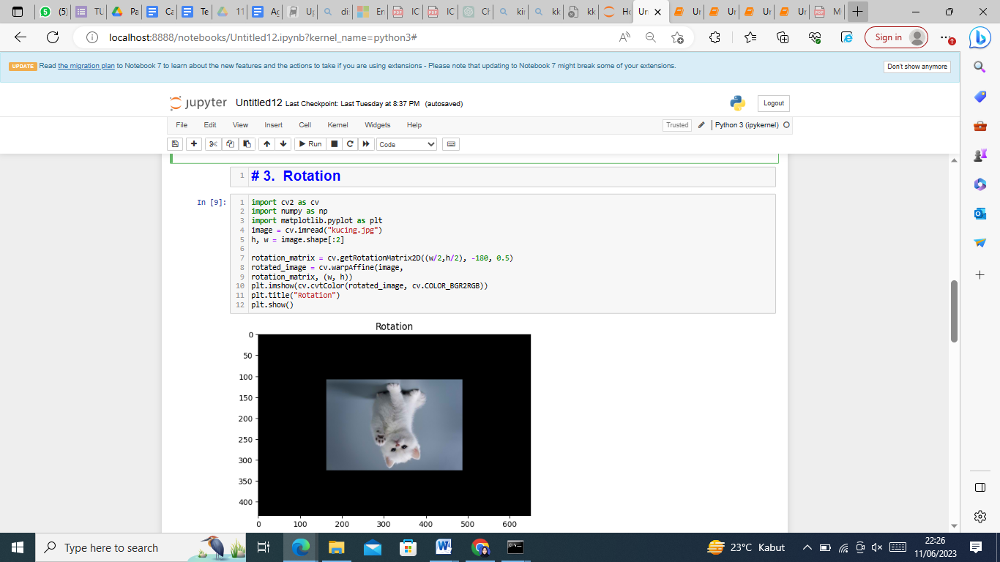 (5)
TU
Pa
Ca
Te
11
Ag
Up
di
En
IC
IC
Cl
kir
kk
kk
Ho
Un
Ur
Ur
Ur
Ur
M
localhost:8888/notebooks/Untitled12.ipynb?kernel_name=python3#
Sign in
UPDATE Read the migration plan to Notebook 7 to learn about the new features and the actions to take if you are using extensions - Please note that updating to Notebook 7 might break some of your extensions.
Don't show anymore
jupyter Untitled12 Last Checkpoint: Last Tuesday at 8:37 PM (autosaved)
Logout
File Edit View Insert Cell Kernel Widgets Help
Trusted Python 3 (ipykernel)
Run Code
1 # 3. Rotation
In [9]:
1 import cv2 as cv
2 import numpy as np
3 import matplotlib.pyplot as plt
4 image = cv.imread("kucing.jpg")
5 h, w = image.shape[:2]
6
7 rotation_matrix = cv.getRotationMatrix2D((w/2,h/2), -180, 0.5)
8 rotated_image = cv.warpAffine(image,
9 rotation_matrix, (w, h))
10 plt.imshow(cv.cvtColor(rotated_image, cv.COLOR_BGR2RGB))
11 plt.title("Rotation")
12 plt.show()
Rotation
0
50
100
150
200
250
300
350
400
0 100 200 300 400 500 600
Type here to search
23°C Kabut
22:26
11/06/2023